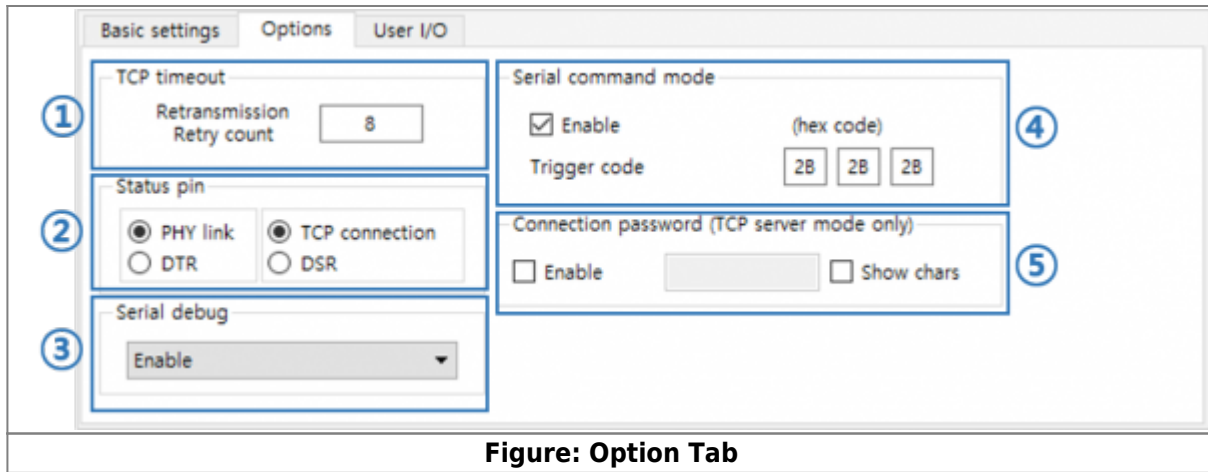 Basic settings Options User I/O
① TCP timeout
Retransmission
Retry count 8
② Status pin
PHY link TCP connection
DTR DSR
③ Serial debug
Enable
④ Serial command mode
Enable (hex code)
Trigger code 2B 2B 2B
⑤ Connection password (TCP server mode only)
Enable Show chars
Figure: Option Tab